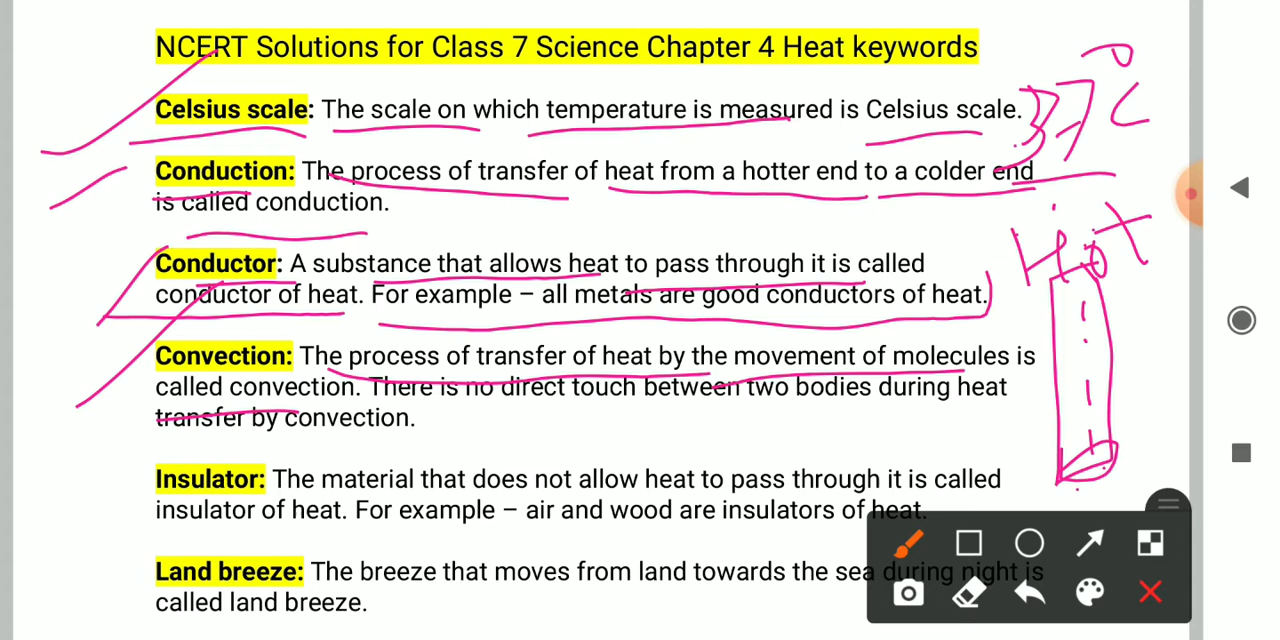 NCERT Solutions for Class 7 Science Chapter 4 Heat keywords
Celsius scale: The scale on which temperature is measured is Celsius scale.
37°C
Conduction: The process of transfer of heat from a hotter end to a colder end
is called conduction.
Hot
Conductor: A substance that allows heat to pass through it is called
conductor of heat. For example – all metals are good conductors of heat.
Convection: The process of transfer of heat by the movement of molecules is
called convection. There is no direct touch between two bodies during heat
transfer by convection.
Insulator: The material that does not allow heat to pass through it is called
insulator of heat. For example – air and wood are insulators of heat.
Land breeze: The breeze that moves from land towards the sea during night is
called land breeze.